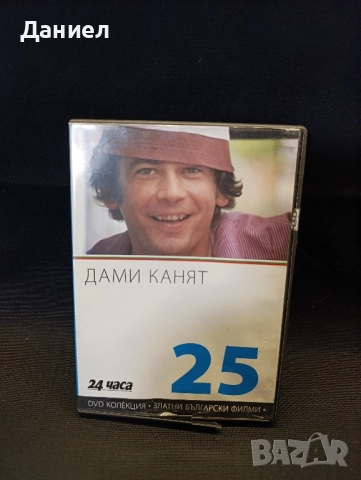 Даниел
ДАМИ КАНЯТ
25
24 часа
DVD КОЛЕКЦИЯ • ЗЛАТНИ БЪЛГАРСКИ ФИЛМИ •
BAZAR